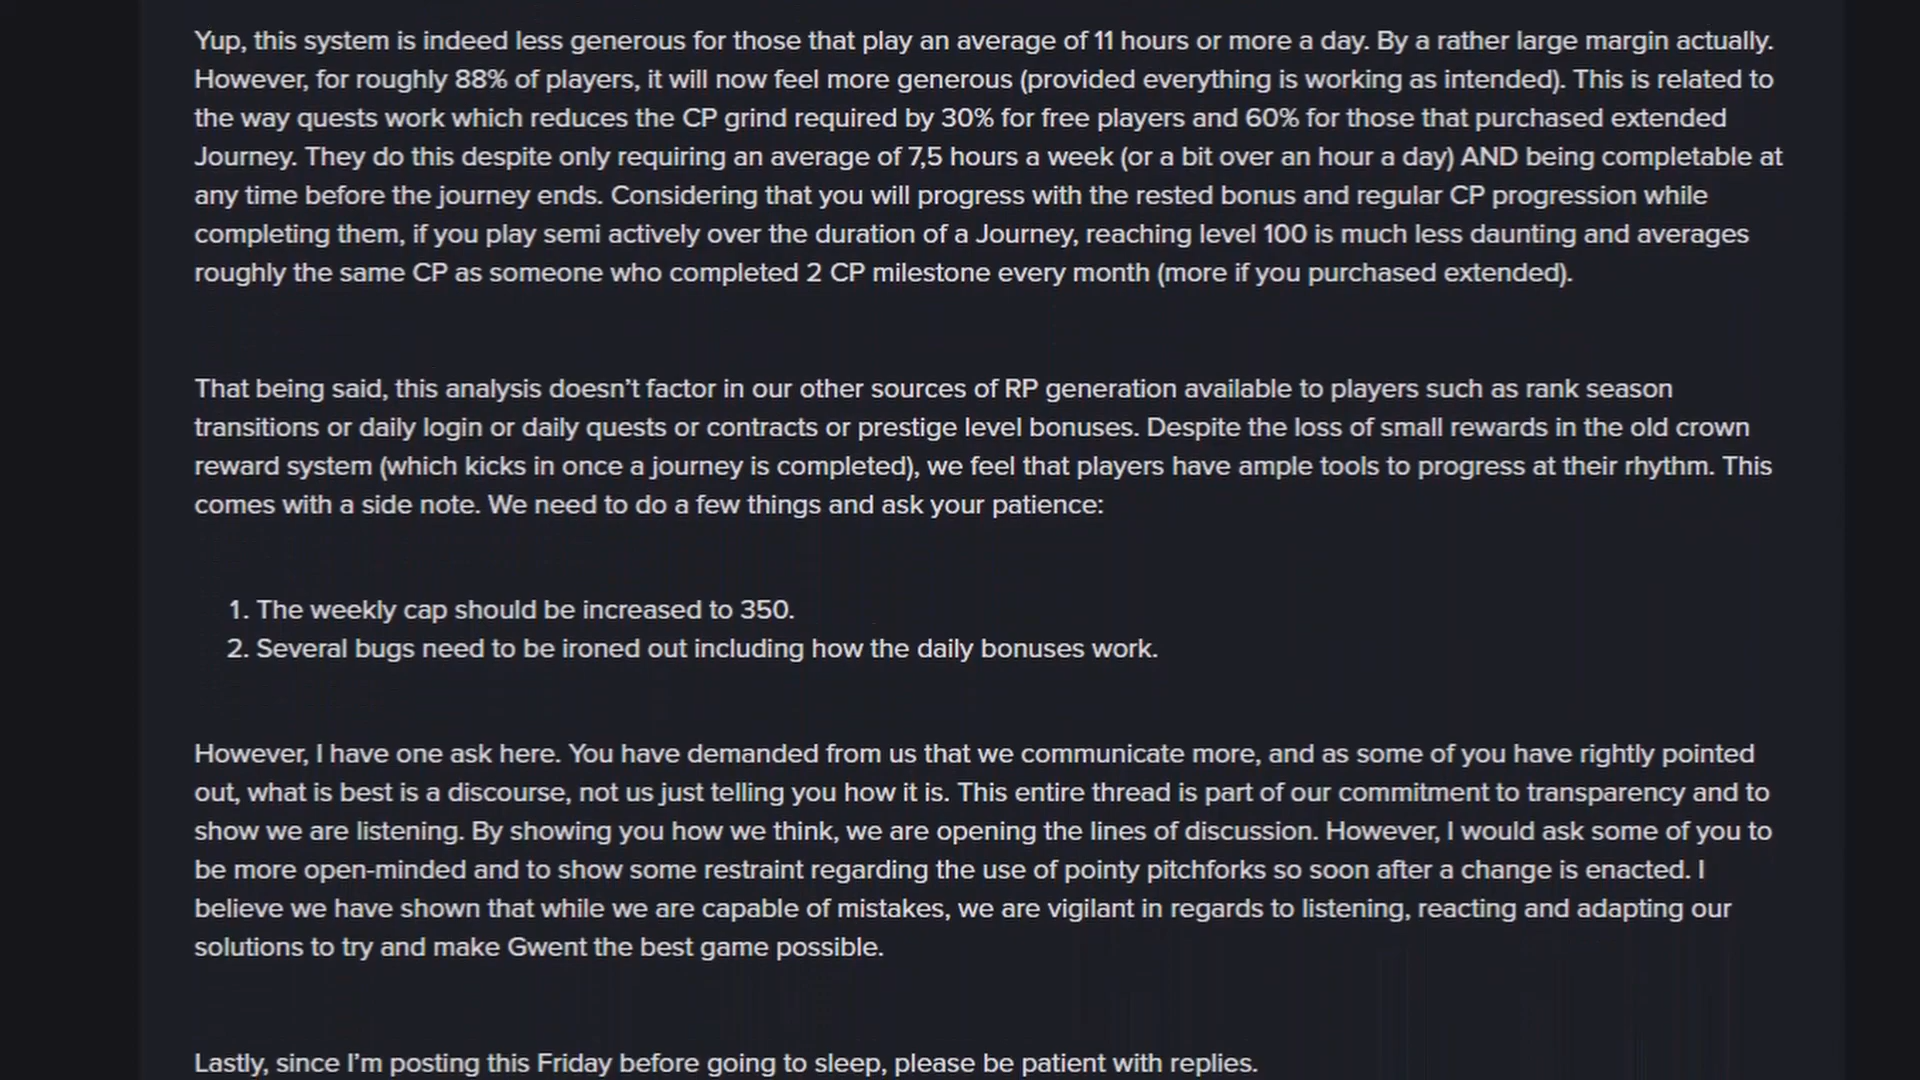 Yup, this system is indeed less generous for those that play an average of 11 hours or more a day. By a rather large margin actually.
However, for roughly 88% of players, it will now feel more generous (provided everything is working as intended). This is related to
the way quests work which reduces the CP grind required by 30% for free players and 60% for those that purchased extended
Journey. They do this despite only requiring an average of 7,5 hours a week (or a bit over an hour a day) AND being completable at
any time before the journey ends. Considering that you will progress with the rested bonus and regular CP progression while
completing them, if you play semi actively over the duration of a Journey, reaching level 100 is much less daunting and averages
roughly the same CP as someone who completed 2 CP milestone every month (more if you purchased extended).
That being said, this analysis doesn't factor in our other sources of RP generation available to players such as rank season
transitions or daily login or daily quests or contracts or prestige level bonuses. Despite the loss of small rewards in the old crown
reward system (which kicks in once a journey is completed), we feel that players have ample tools to progress at their rhythm. This
comes with a side note. We need to do a few things and ask your patience:
1. The weekly cap should be increased to 350.
2. Several bugs need to be ironed out including how the daily bonuses work.
However, I have one ask here. You have demanded from us that we communicate more, and as some of you have rightly pointed
out, what is best is a discourse, not us just telling you how it is. This entire thread is part of our commitment to transparency and to
show we are listening. By showing you how we think, we are opening the lines of discussion. However, I would ask some of you to
be more open-minded and to show some restraint regarding the use of pointy pitchforks so soon after a change is enacted. I
believe we have shown that while we are capable of mistakes, we are vigilant in regards to listening, reacting and adapting our
solutions to try and make Gwent the best game possible.
Lastly, since I'm posting this Friday before going to sleep, please be patient with replies.